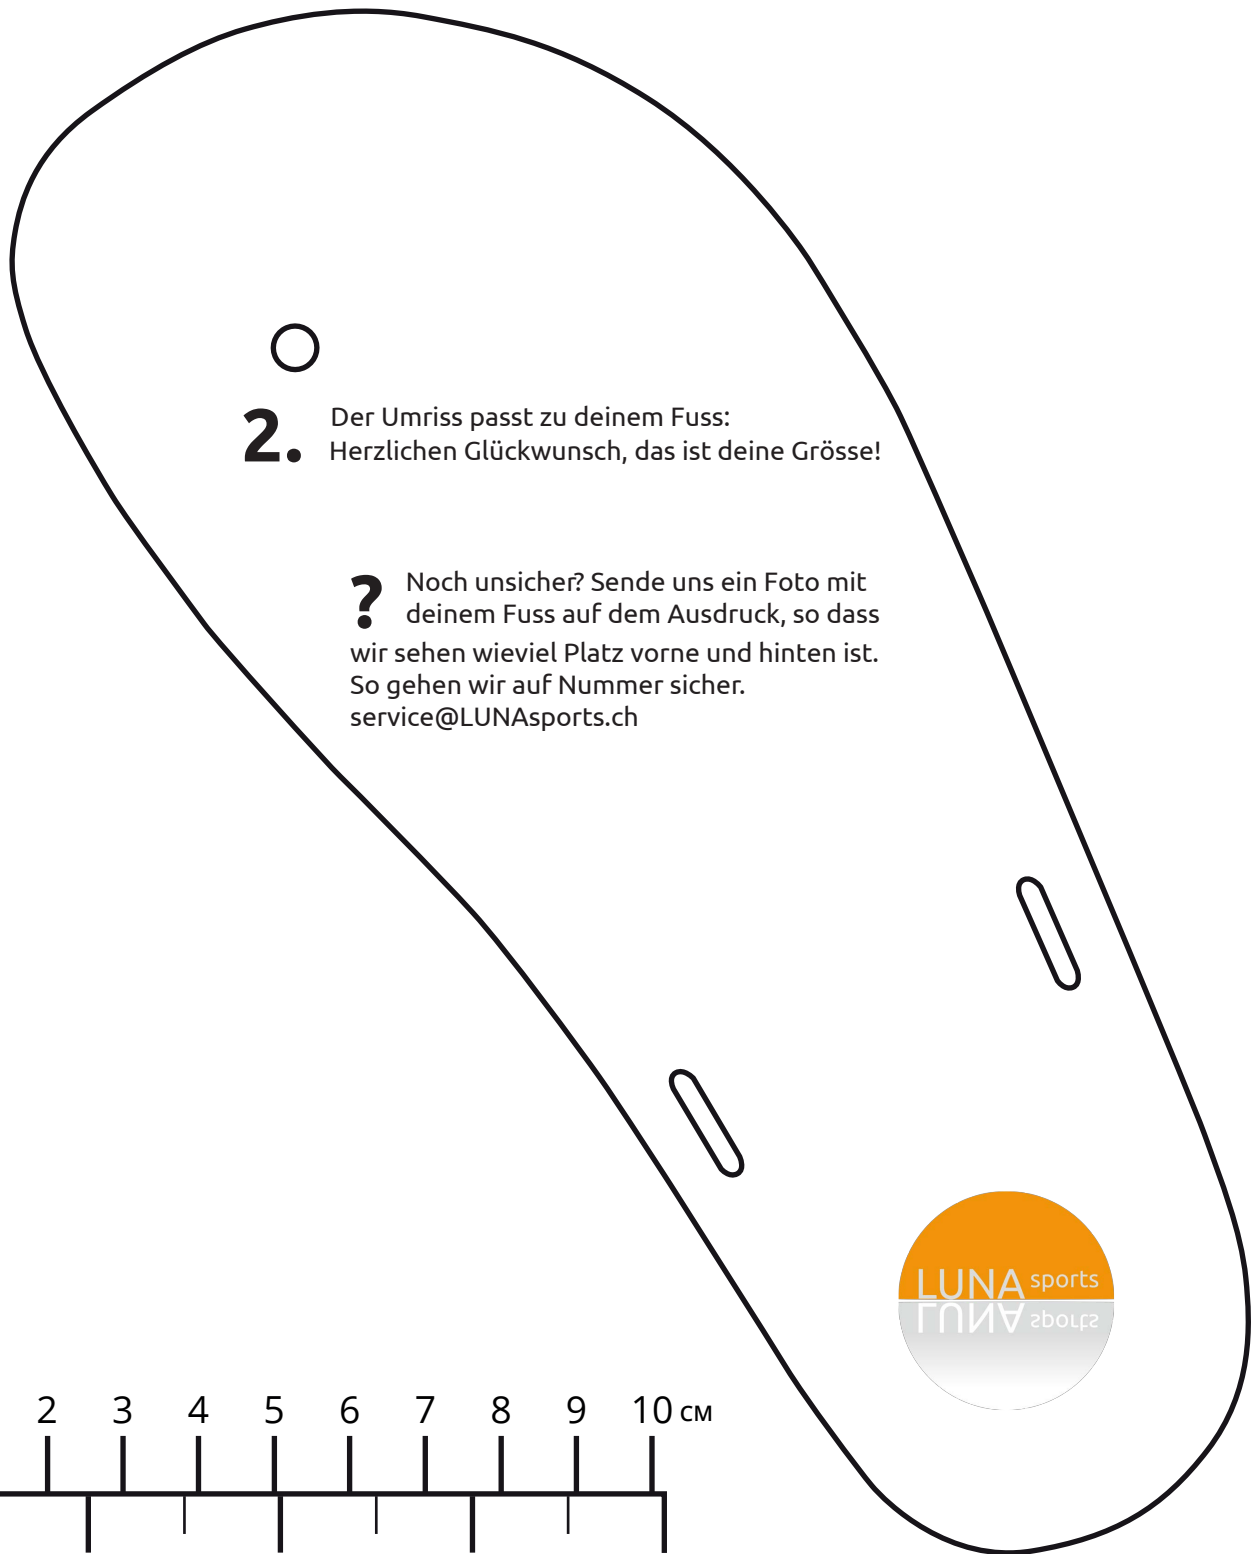 2.
Der Umriss passt zu deinem Fuss:
Herzlichen Glückwunsch, das ist deine Grösse!
?
Noch unsicher? Sende uns ein Foto mit
deinem Fuss auf dem Ausdruck, so dass
wir sehen wieviel Platz vorne und hinten ist.
So gehen wir auf Nummer sicher.
service@LUNAsports.ch
LUNA sports
LUNA sports
2 3 4 5 6 7 8 9 10 CM